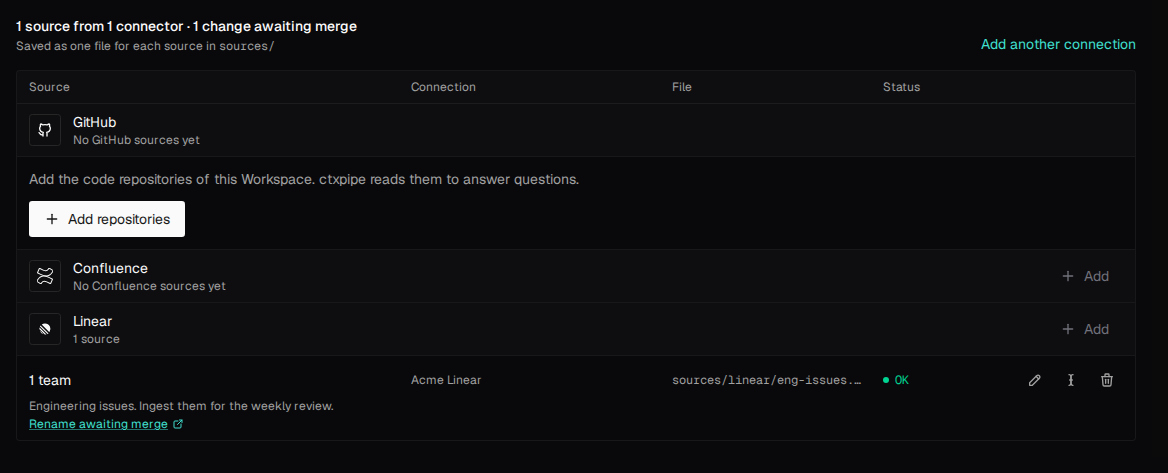 1 source from 1 connector · 1 change awaiting merge
Saved as one file for each source in sources/
Add another connection
Source Connection File Status
GitHub
No GitHub sources yet
Add the code repositories of this Workspace. ctxpipe reads them to answer questions.
+ Add repositories
Confluence
No Confluence sources yet
+ Add
Linear
1 source
+ Add
1 team Acme Linear sources/linear/eng-issues.… OK
Engineering issues. Ingest them for the weekly review.
Rename awaiting merge